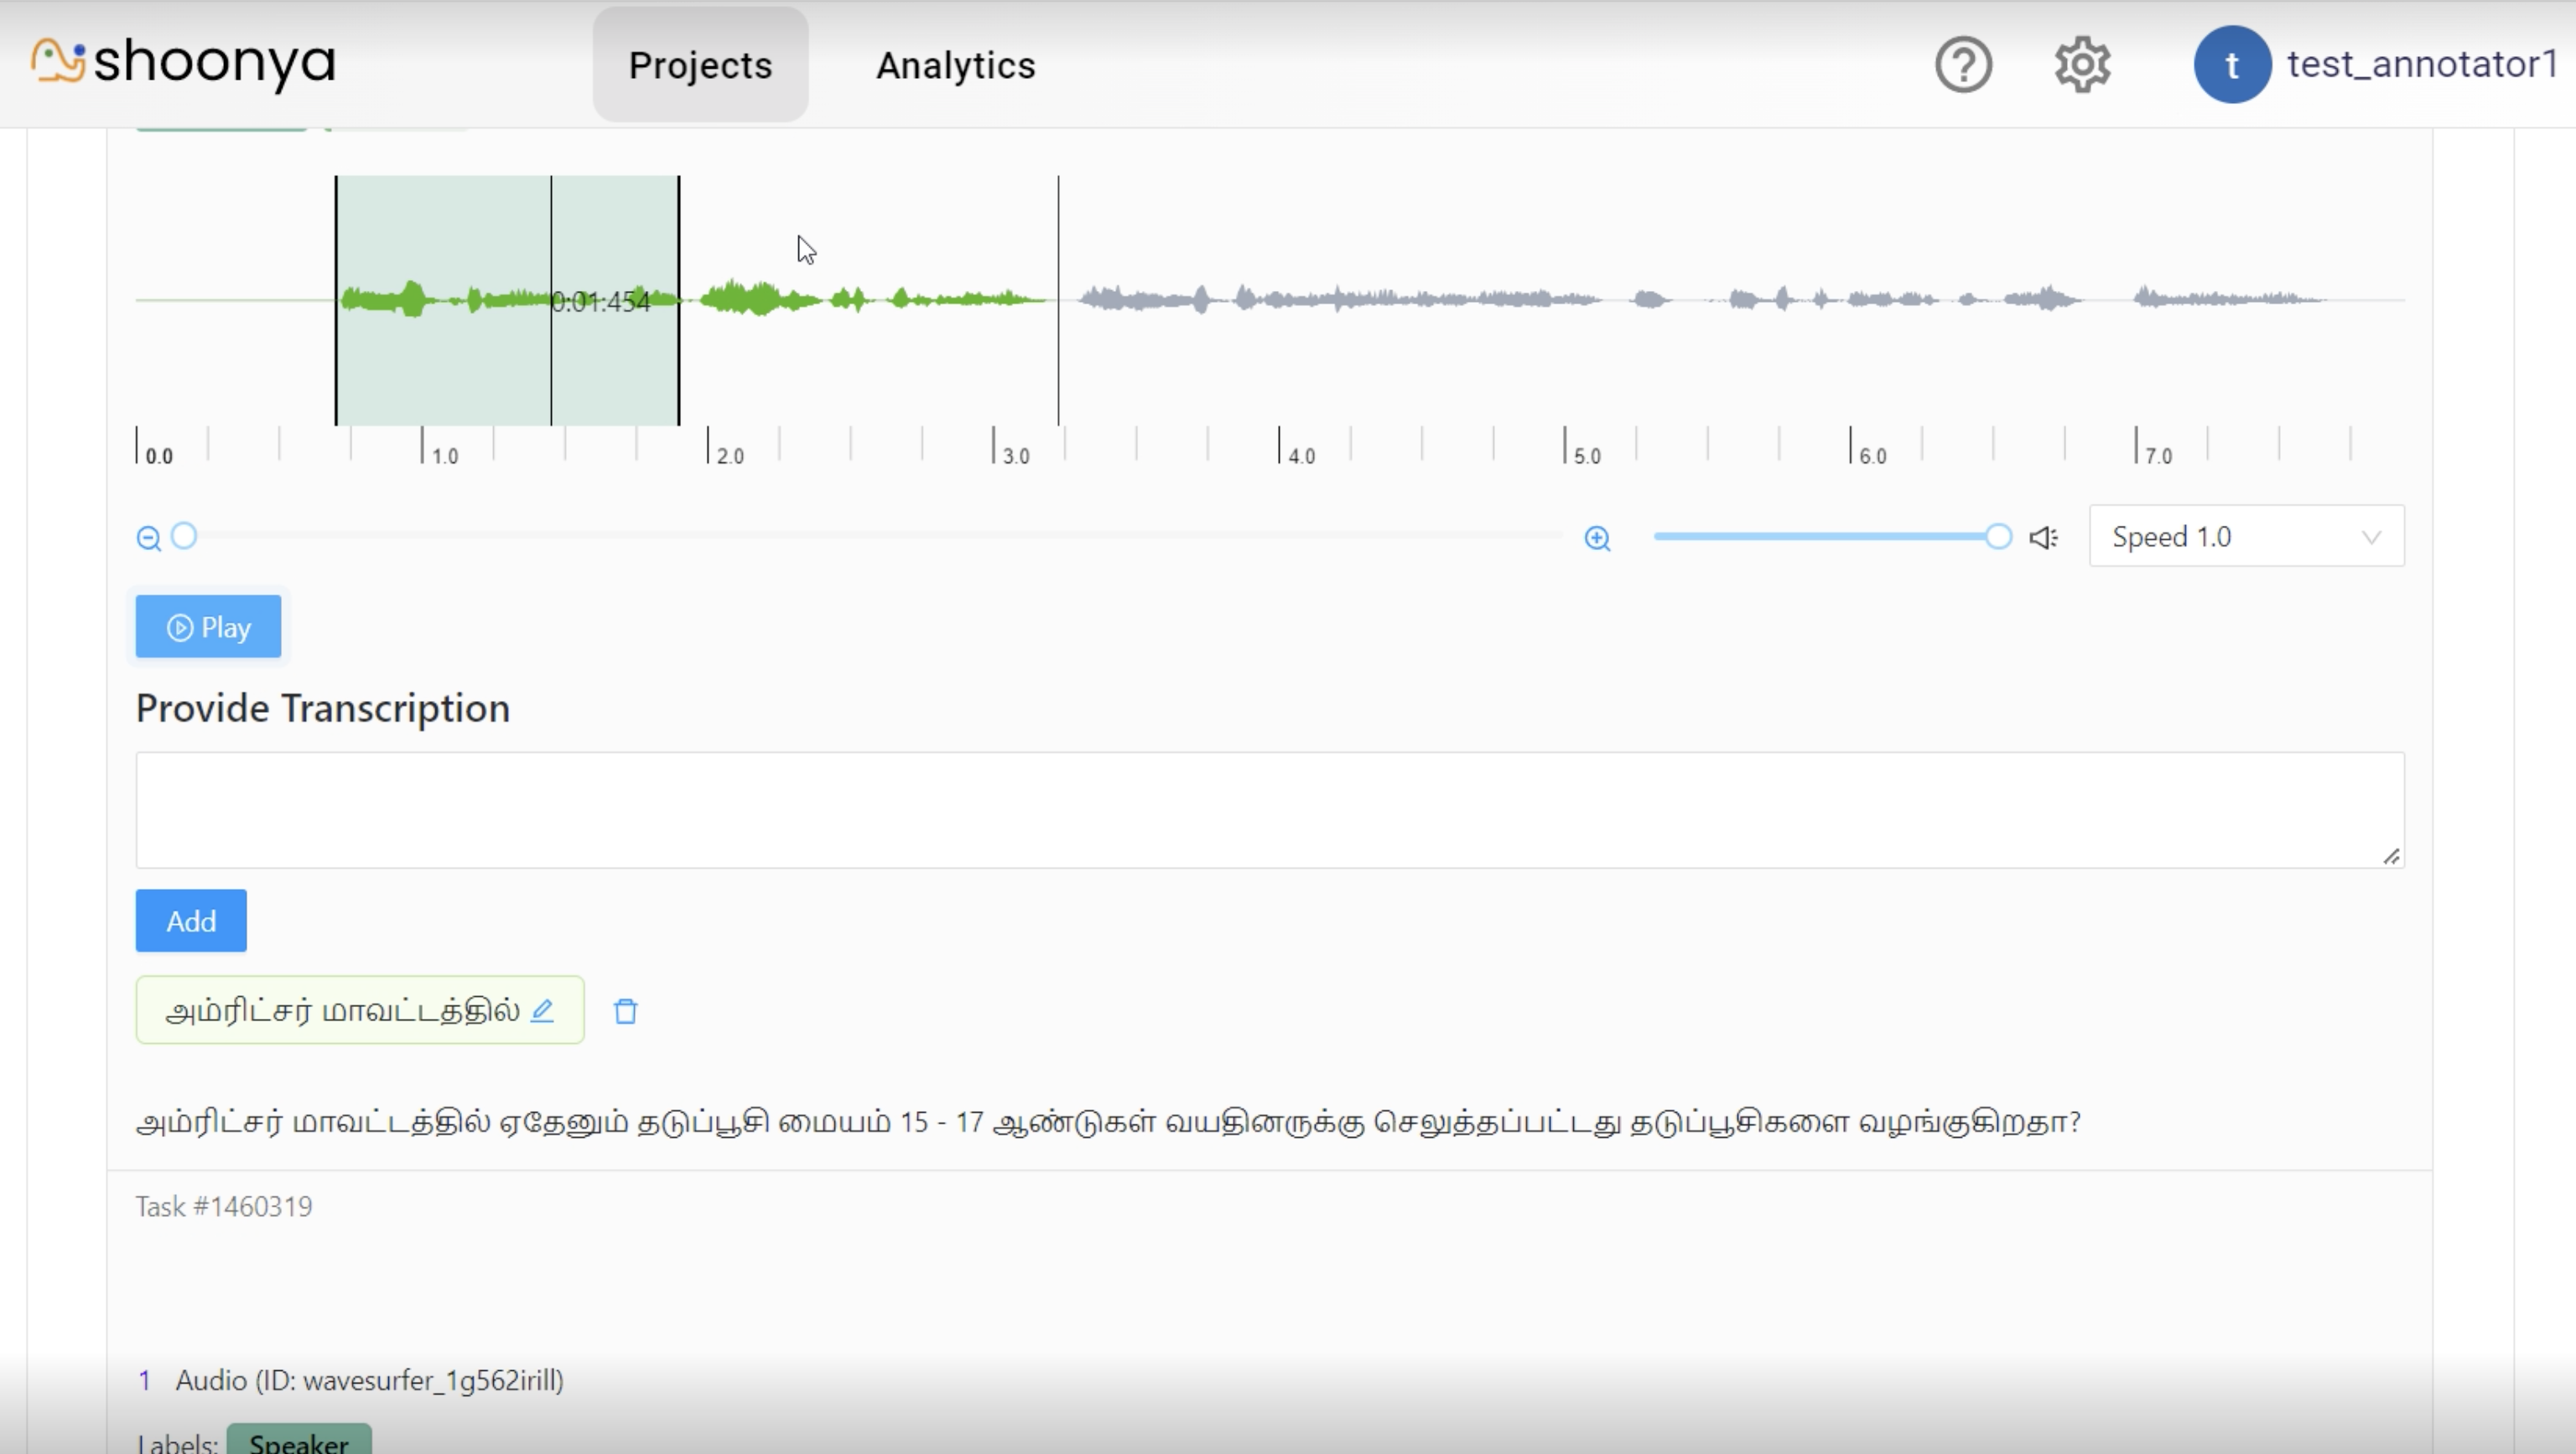 shoonya Projects Analytics t test_annotator1
0:01:454
0.0 1.0 2.0 3.0 4.0 5.0 6.0 7.0
Speed 1.0
Play
Provide Transcription
Add
அம்ரிட்சர் மாவட்டத்தில்
அம்ரிட்சர் மாவட்டத்தில் ஏதேனும் தடுப்பூசி மையம் 15 - 17 ஆண்டுகள் வயதினருக்கு செலுத்தப்பட்டது தடுப்பூசிகளை வழங்குகிறதா?
Task #1460319
1 Audio (ID: wavesurfer_1g562irill)
Labels: Speaker